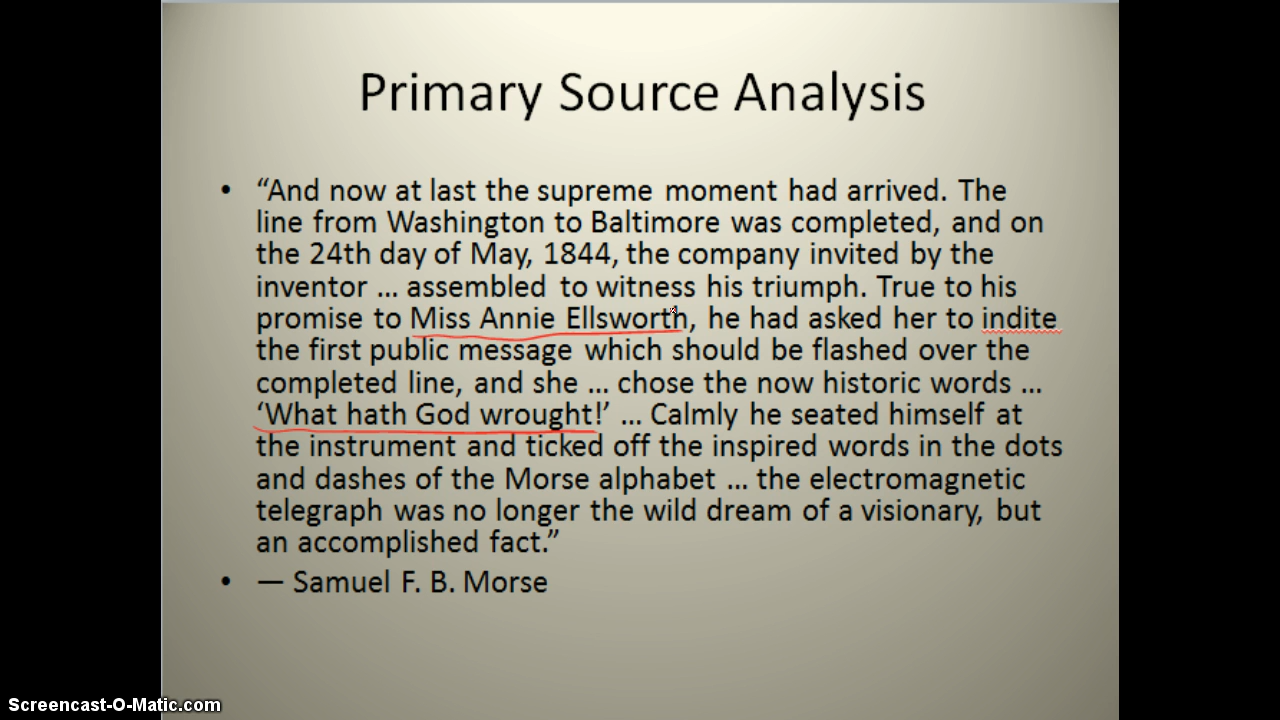 Primary Source Analysis
• “And now at last the supreme moment had arrived. The
line from Washington to Baltimore was completed, and on
the 24th day of May, 1844, the company invited by the
inventor ... assembled to witness his triumph. True to his
promise to Miss Annie Ellsworth, he had asked her to indite
the first public message which should be flashed over the
completed line, and she ... chose the now historic words ...
‘What hath God wrought!’ ... Calmly he seated himself at
the instrument and ticked off the inspired words in the dots
and dashes of the Morse alphabet ... the electromagnetic
telegraph was no longer the wild dream of a visionary, but
an accomplished fact.”
• — Samuel F. B. Morse
Screencast-O-Matic.com